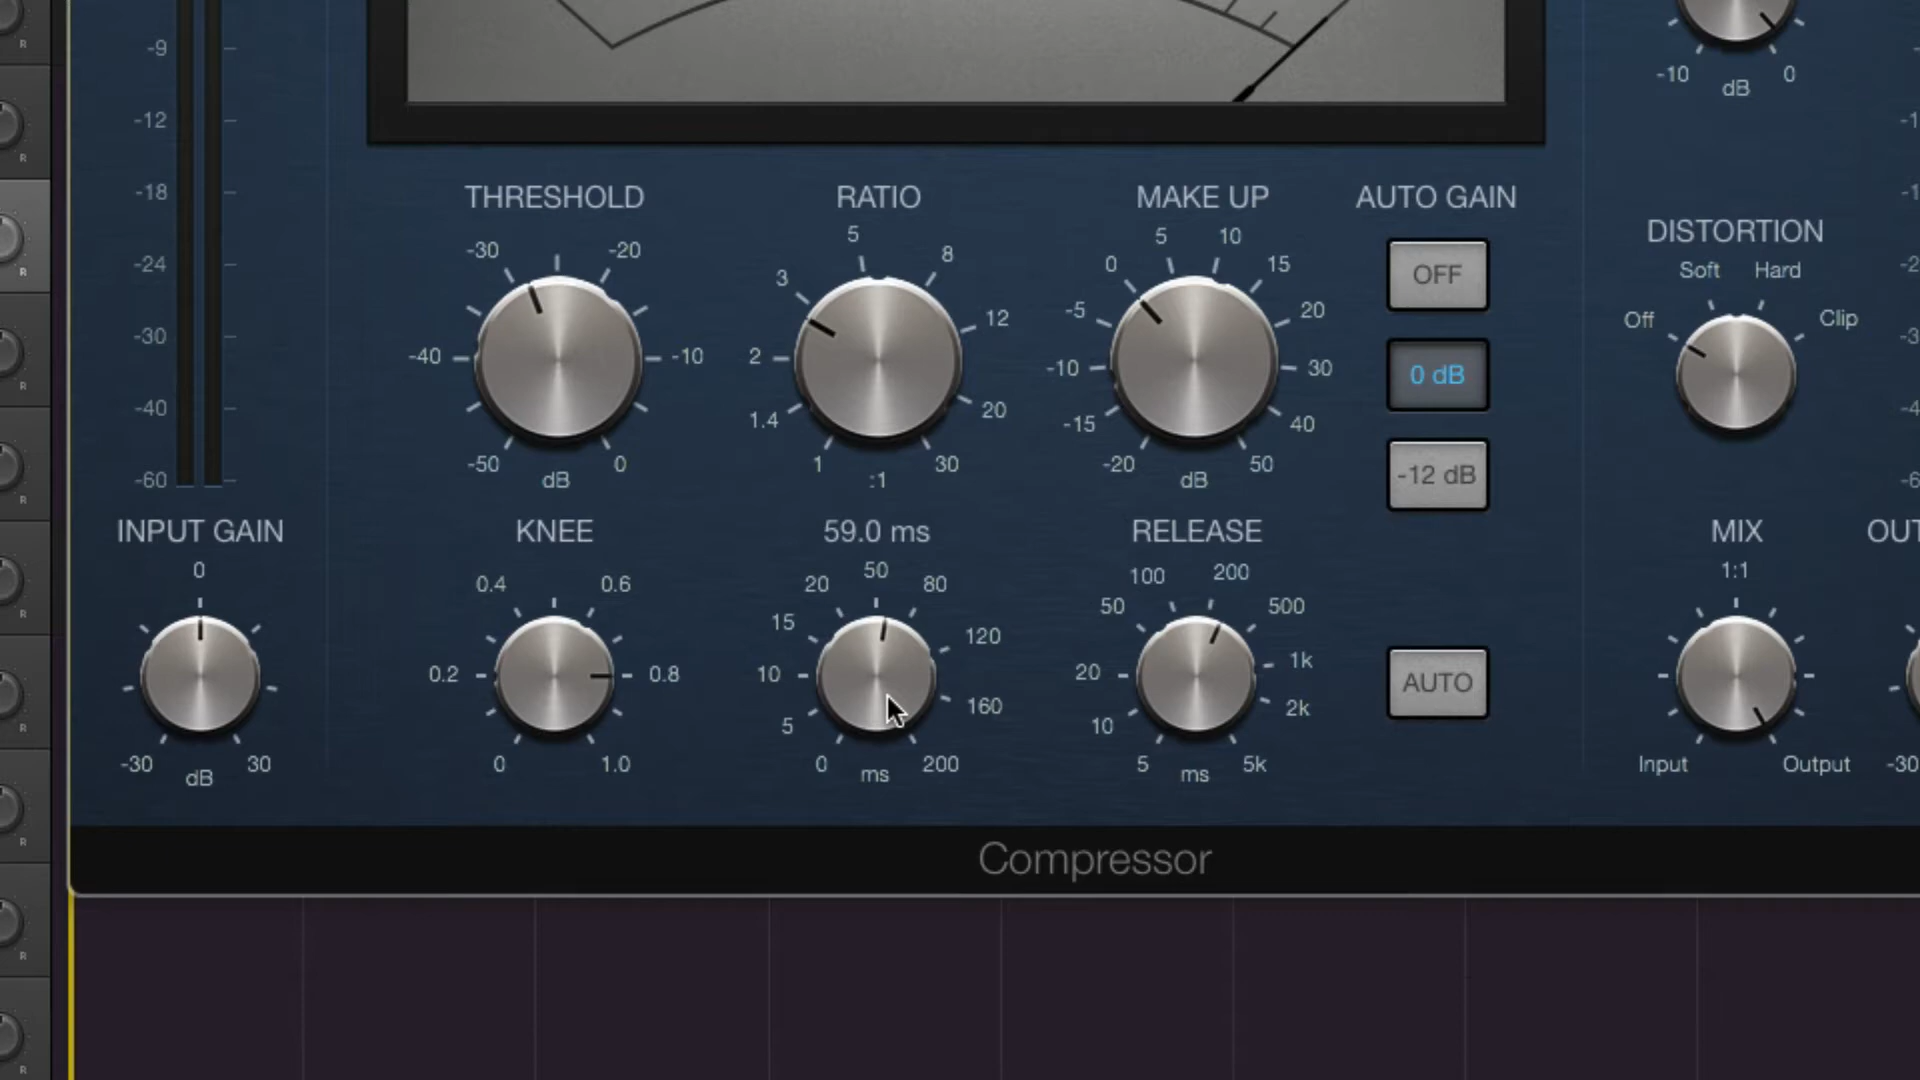 -9
-12
-18
-24
-30
-40
-60
INPUT GAIN
0
-30 dB 30
THRESHOLD
-30 -20
-40 -10
-50 dB 0
RATIO
5
3 8
12
2
1.4 20
1 :1 30
MAKE UP
5 10
0 15
-5 20
-10 30
-15 40
-20 dB 50
AUTO GAIN
OFF
0 dB
-12 dB
KNEE
0.4 0.6
0.2 0.8
0 1.0
59.0 ms
50
20 80
15 120
10
5 160
0 ms 200
RELEASE
100 200
50 500
20 1k
10 2k
5 ms 5k
AUTO
-10 dB 0
DISTORTION
Soft Hard
Off Clip
MIX
1:1
Input Output
OUT
-30
Compressor
R
R
R
R
R
R
R
R
R
R